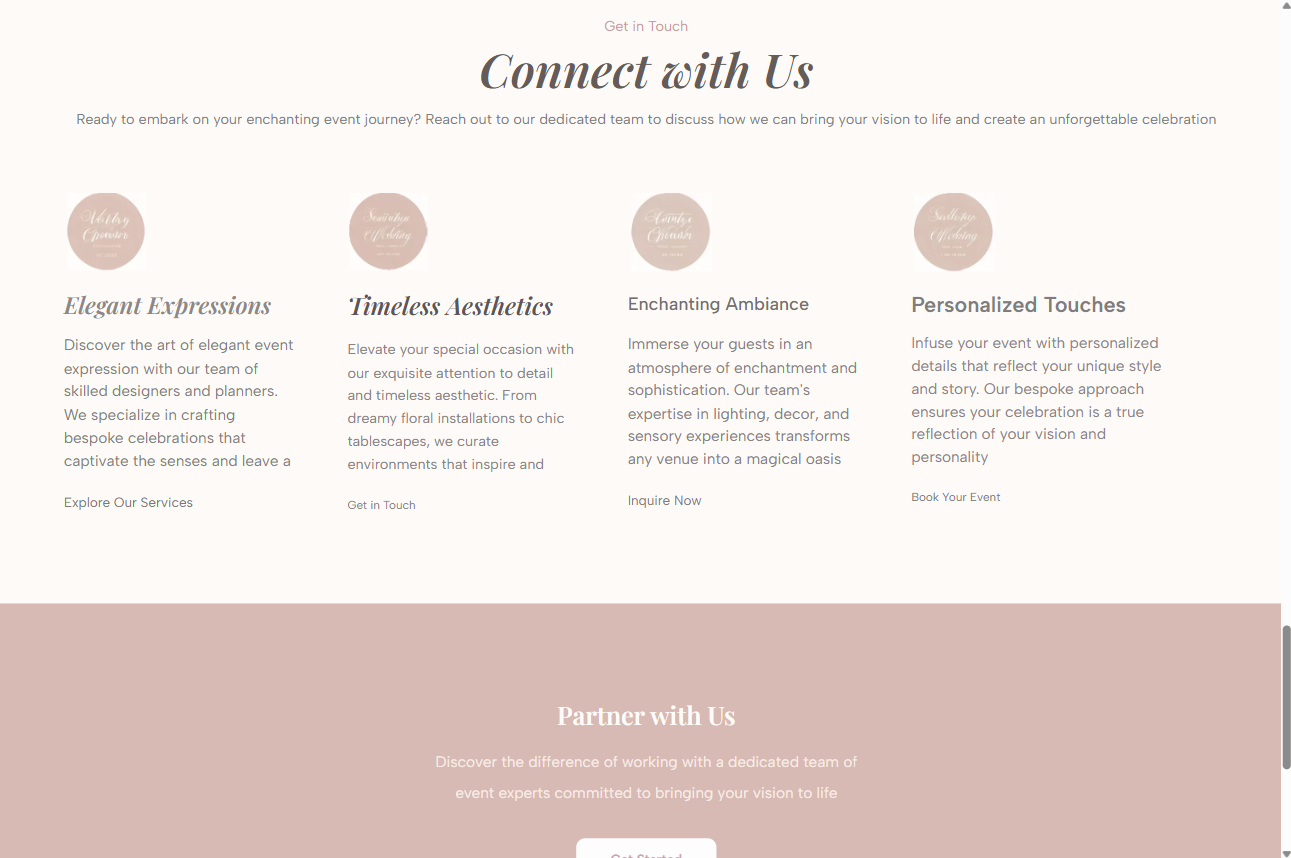 Get in Touch
Connect with Us
Ready to embark on your enchanting event journey? Reach out to our dedicated team to discuss how we can bring your vision to life and create an unforgettable celebration
Elegant Expressions
Discover the art of elegant event
expression with our team of
skilled designers and planners.
We specialize in crafting
bespoke celebrations that
captivate the senses and leave a
Explore Our Services
Timeless Aesthetics
Elevate your special occasion with
our exquisite attention to detail
and timeless aesthetic. From
dreamy floral installations to chic
tablescapes, we curate
environments that inspire and
Get in Touch
Enchanting Ambiance
Immerse your guests in an
atmosphere of enchantment and
sophistication. Our team's
expertise in lighting, decor, and
sensory experiences transforms
any venue into a magical oasis
Inquire Now
Personalized Touches
Infuse your event with personalized
details that reflect your unique style
and story. Our bespoke approach
ensures your celebration is a true
reflection of your vision and
personality
Book Your Event
Partner with Us
Discover the difference of working with a dedicated team of
event experts committed to bringing your vision to life
Get Started